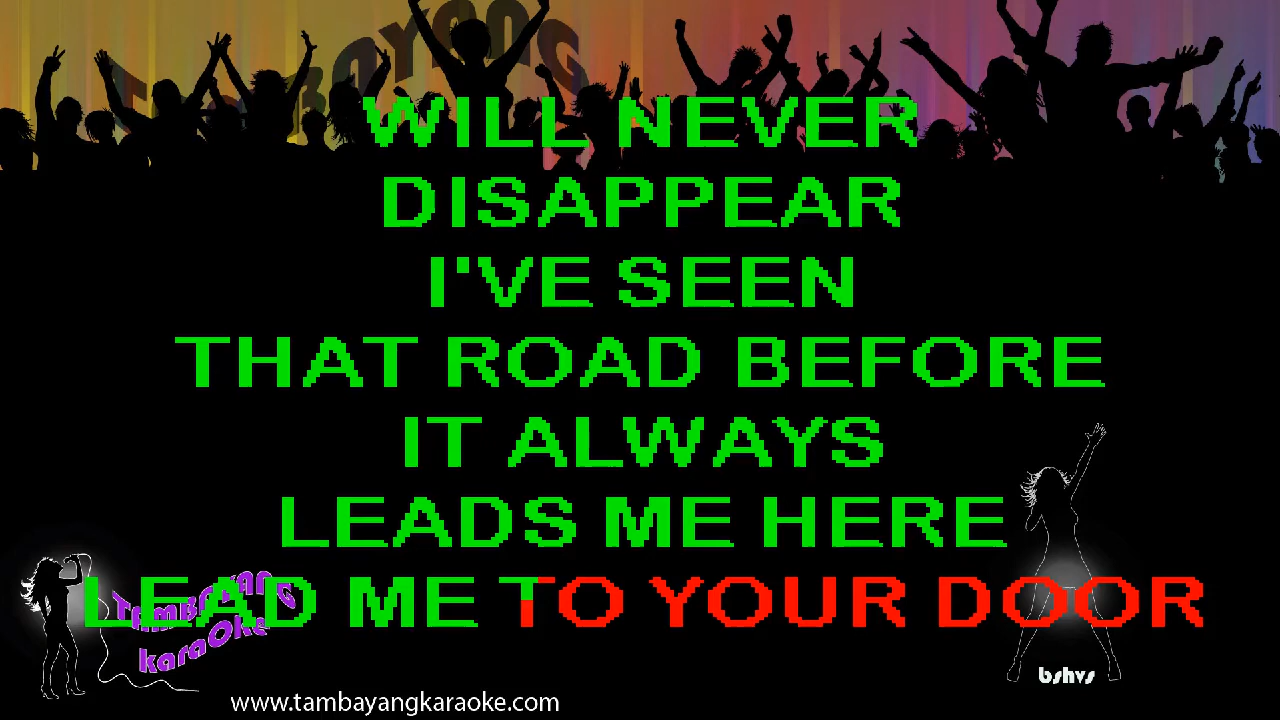 TAMBAYANG
WILL NEVER
DISAPPEAR
I'VE SEEN
THAT ROAD BEFORE
IT ALWAYS
LEADS ME HERE
LEAD ME TO YOUR DOOR
TAMBAYANG
karaOke
bshvs
www.tambayangkaraoke.com